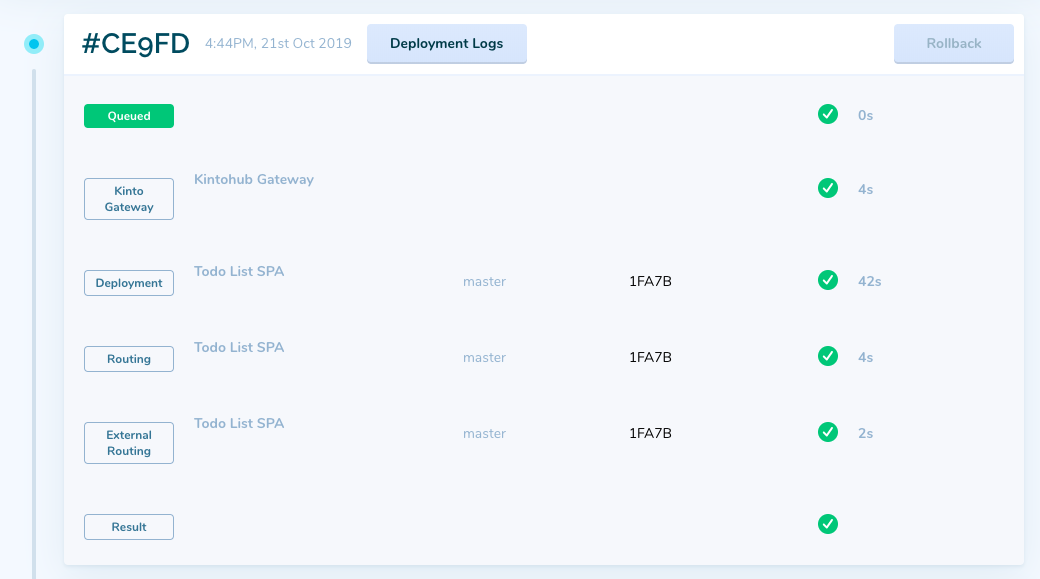 #CE9FD 4:44PM, 21st Oct 2019 Deployment Logs Rollback
Queued 0s
Kinto Gateway Kintohub Gateway 4s
Deployment Todo List SPA master 1FA7B 42s
Routing Todo List SPA master 1FA7B 4s
External Routing Todo List SPA master 1FA7B 2s
Result